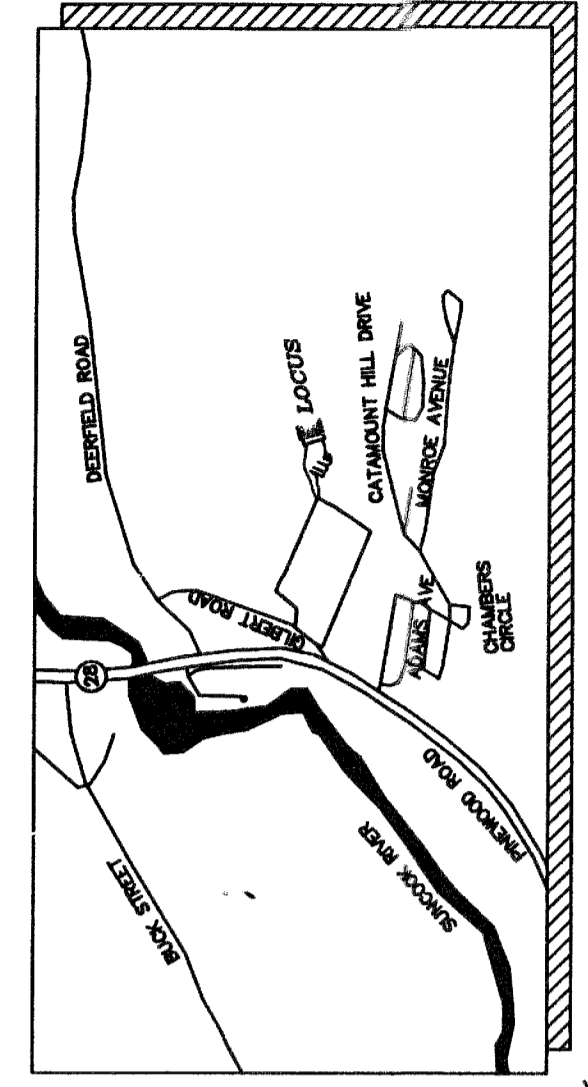 DEERFIELD ROAD
LOCUS
CATAMOUNT HILL DRIVE
MONROE AVENUE
GILBERT ROAD
ADAMS AVE
CHAMBERS
CIRCLE
28
PINEWOOD ROAD
SUNCOOK RIVER
BUCK STREET